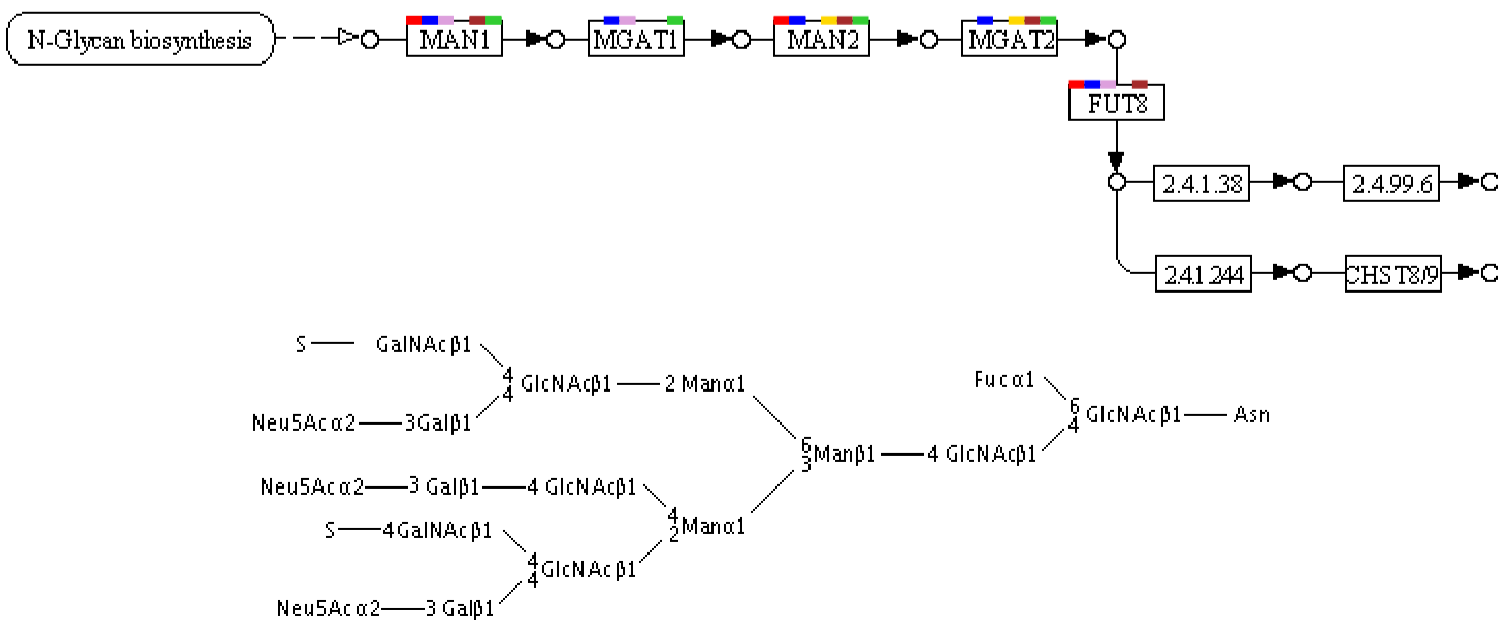 N-Glycan biosynthesis MAN1 MGAT1 MAN2 MGAT2
FUT8
2.4.1.38 2.4.99.6
2.4.1.244 CHST8/9
S GalNAcβ1
4
4 GlcNAcβ1 2 Manα1
Neu5Acα2 3Galβ1
Fucα1
6
4 GlcNAcβ1 Asn
6
3 Manβ1 4 GlcNAcβ1
Neu5Acα2 3 Galβ1 4 GlcNAcβ1
4
2 Manα1
S 4GalNAcβ1
4
4 GlcNAcβ1
Neu5Acα2 3 Galβ1